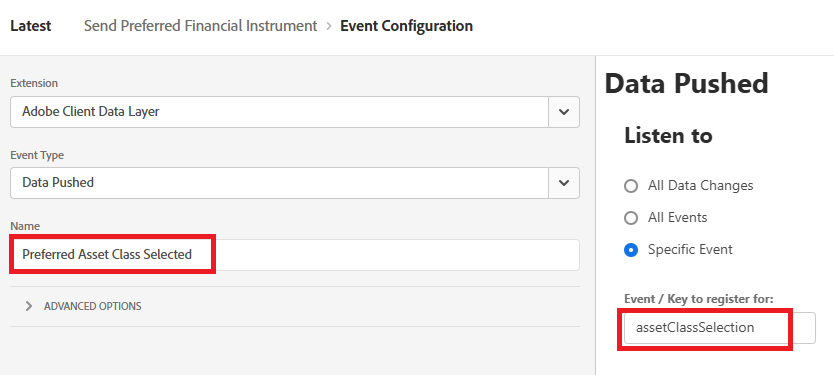 Latest Send Preferred Financial Instrument > Event Configuration
Extension
Adobe Client Data Layer
Event Type
Data Pushed
Name
Preferred Asset Class Selected
ADVANCED OPTIONS
Data Pushed
Listen to
All Data Changes
All Events
Specific Event
Event / Key to register for:
assetClassSelection